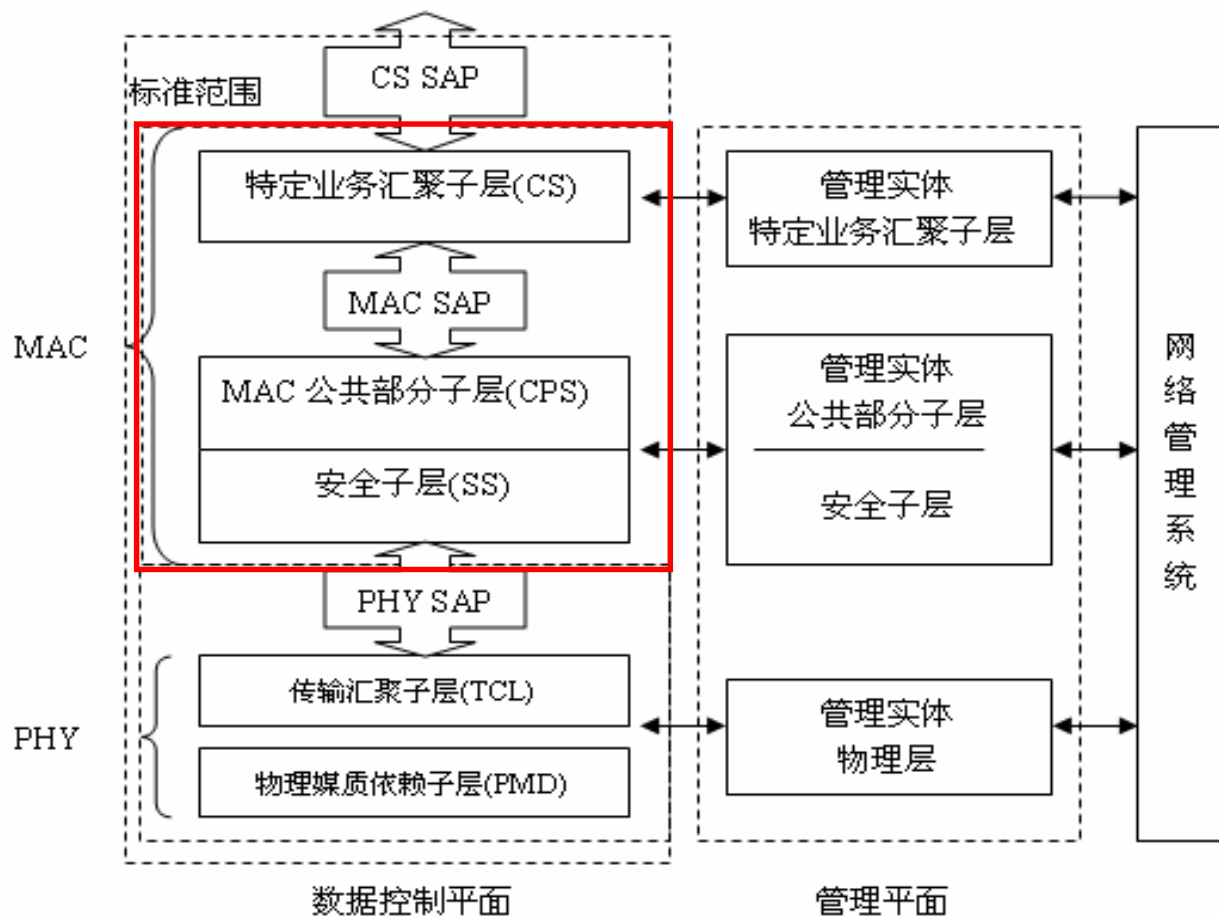 CS SAP
标准范围
特定业务汇聚子层(CS)
管理实体
特定业务汇聚子层
MAC SAP
MAC
MAC 公共部分子层(CPS)
安全子层(SS)
管理实体
公共部分子层
安全子层
网
络
管
理
系
统
PHY SAP
PHY
传输汇聚子层(TCL)
物理媒质依赖子层(PMD)
管理实体
物理层
数据控制平面
管理平面